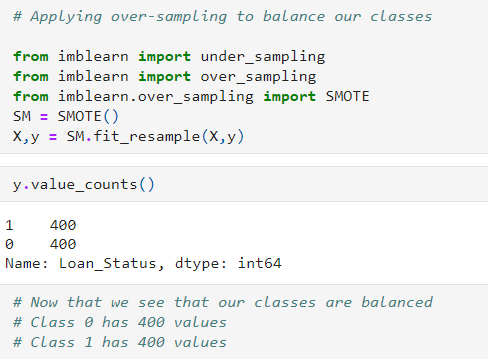 # Applying over-sampling to balance our classes
from imblearn import under_sampling
from imblearn import over_sampling
from imblearn.over_sampling import SMOTE
SM = SMOTE()
X,y = SM.fit_resample(X,y)
y.value_counts()
1    400
0    400
Name: Loan_Status, dtype: int64
# Now that we see that our classes are balanced
# Class 0 has 400 values
# Class 1 has 400 values